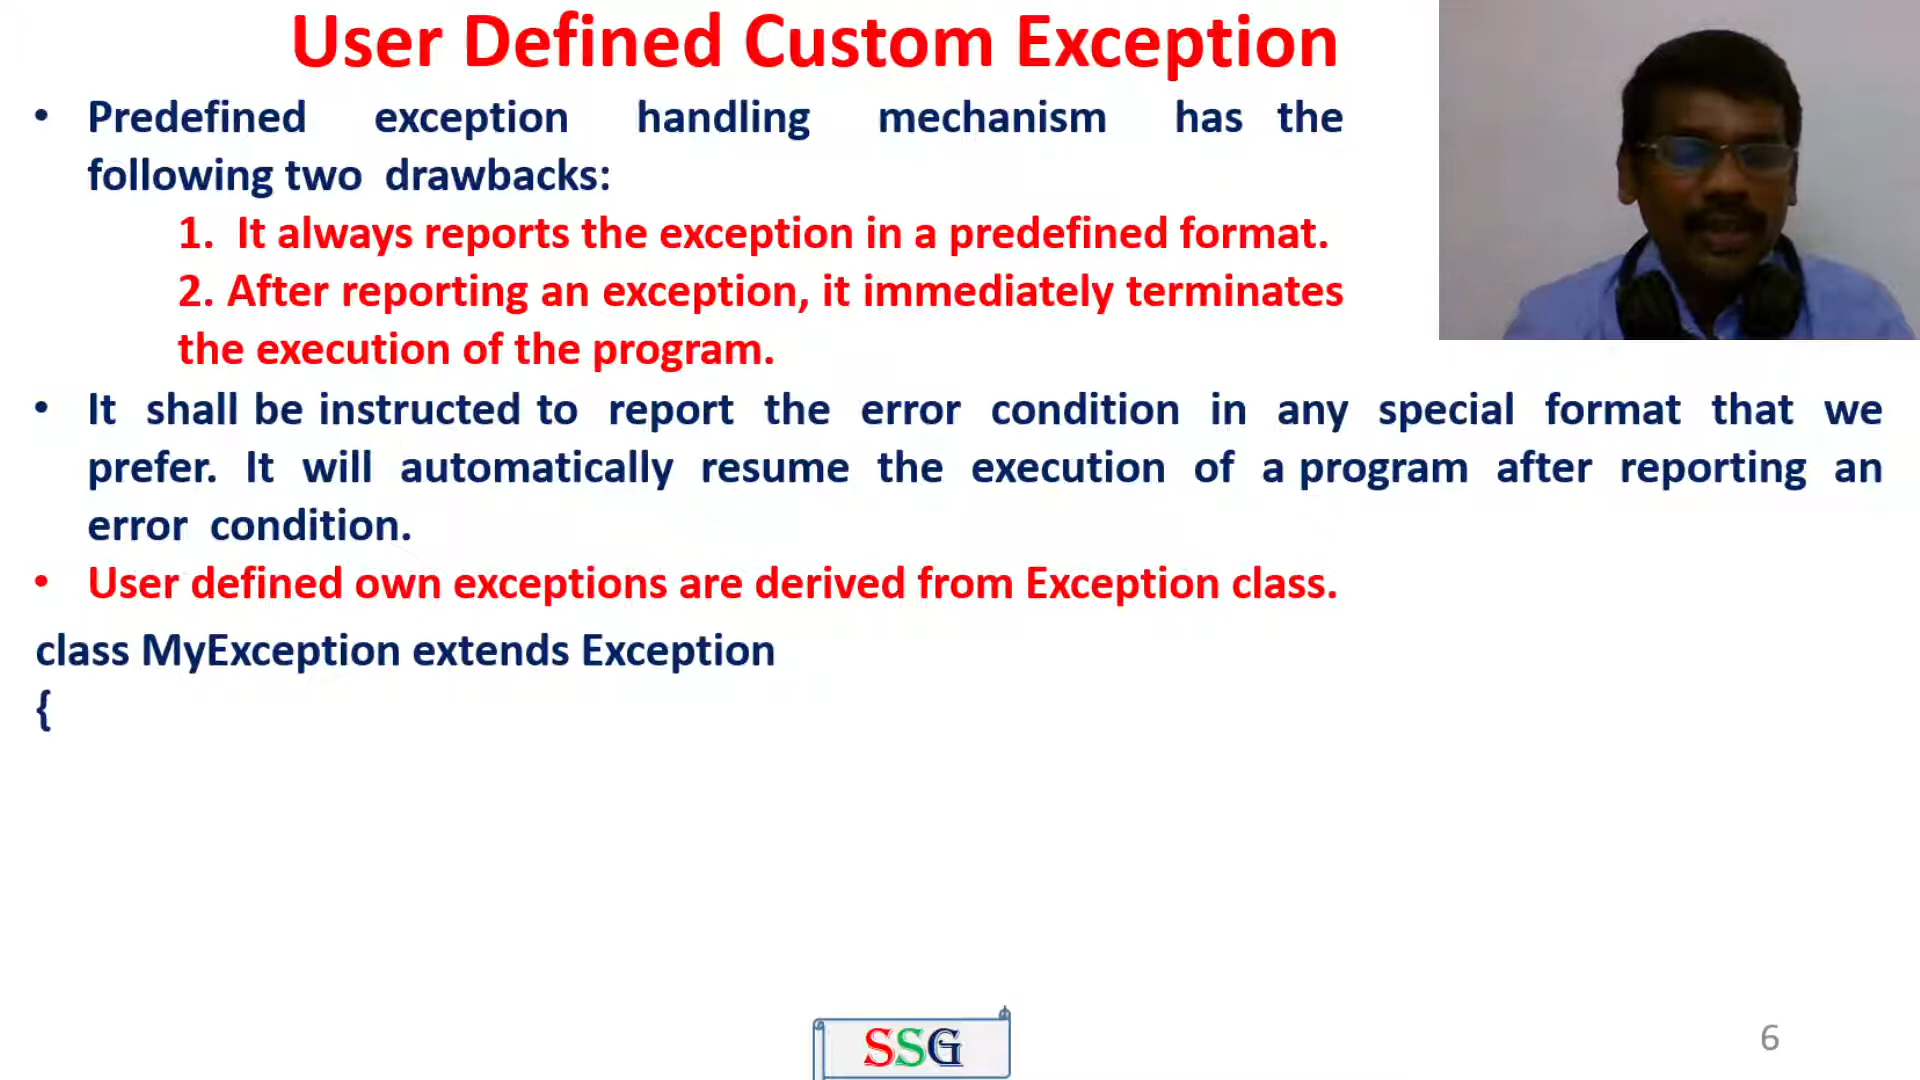 User Defined Custom Exception
• Predefined exception handling mechanism has the
following two drawbacks:
1. It always reports the exception in a predefined format.
2. After reporting an exception, it immediately terminates
the execution of the program.
• It shall be instructed to report the error condition in any special format that we
prefer. It will automatically resume the execution of a program after reporting an
error condition.
• User defined own exceptions are derived from Exception class.
class MyException extends Exception
{
SSG
6